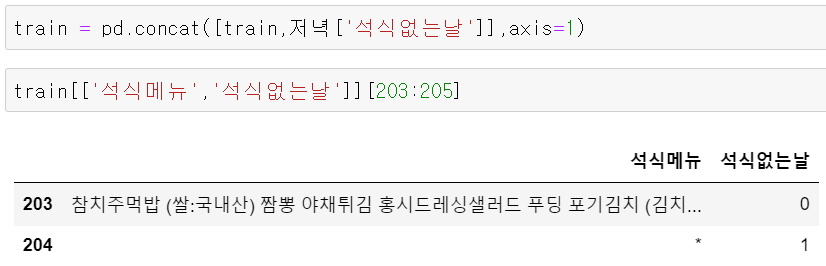 train = pd.concat([train,저녁['석식없는날']],axis=1)
train[['석식메뉴','석식없는날']][203:205]
석식메뉴 석식없는날
203 참치주먹밥 (쌀:국내산) 짬뽕 야채튀김 홍시드레싱샐러드 푸딩 포기김치 (김치... 0
204 * 1